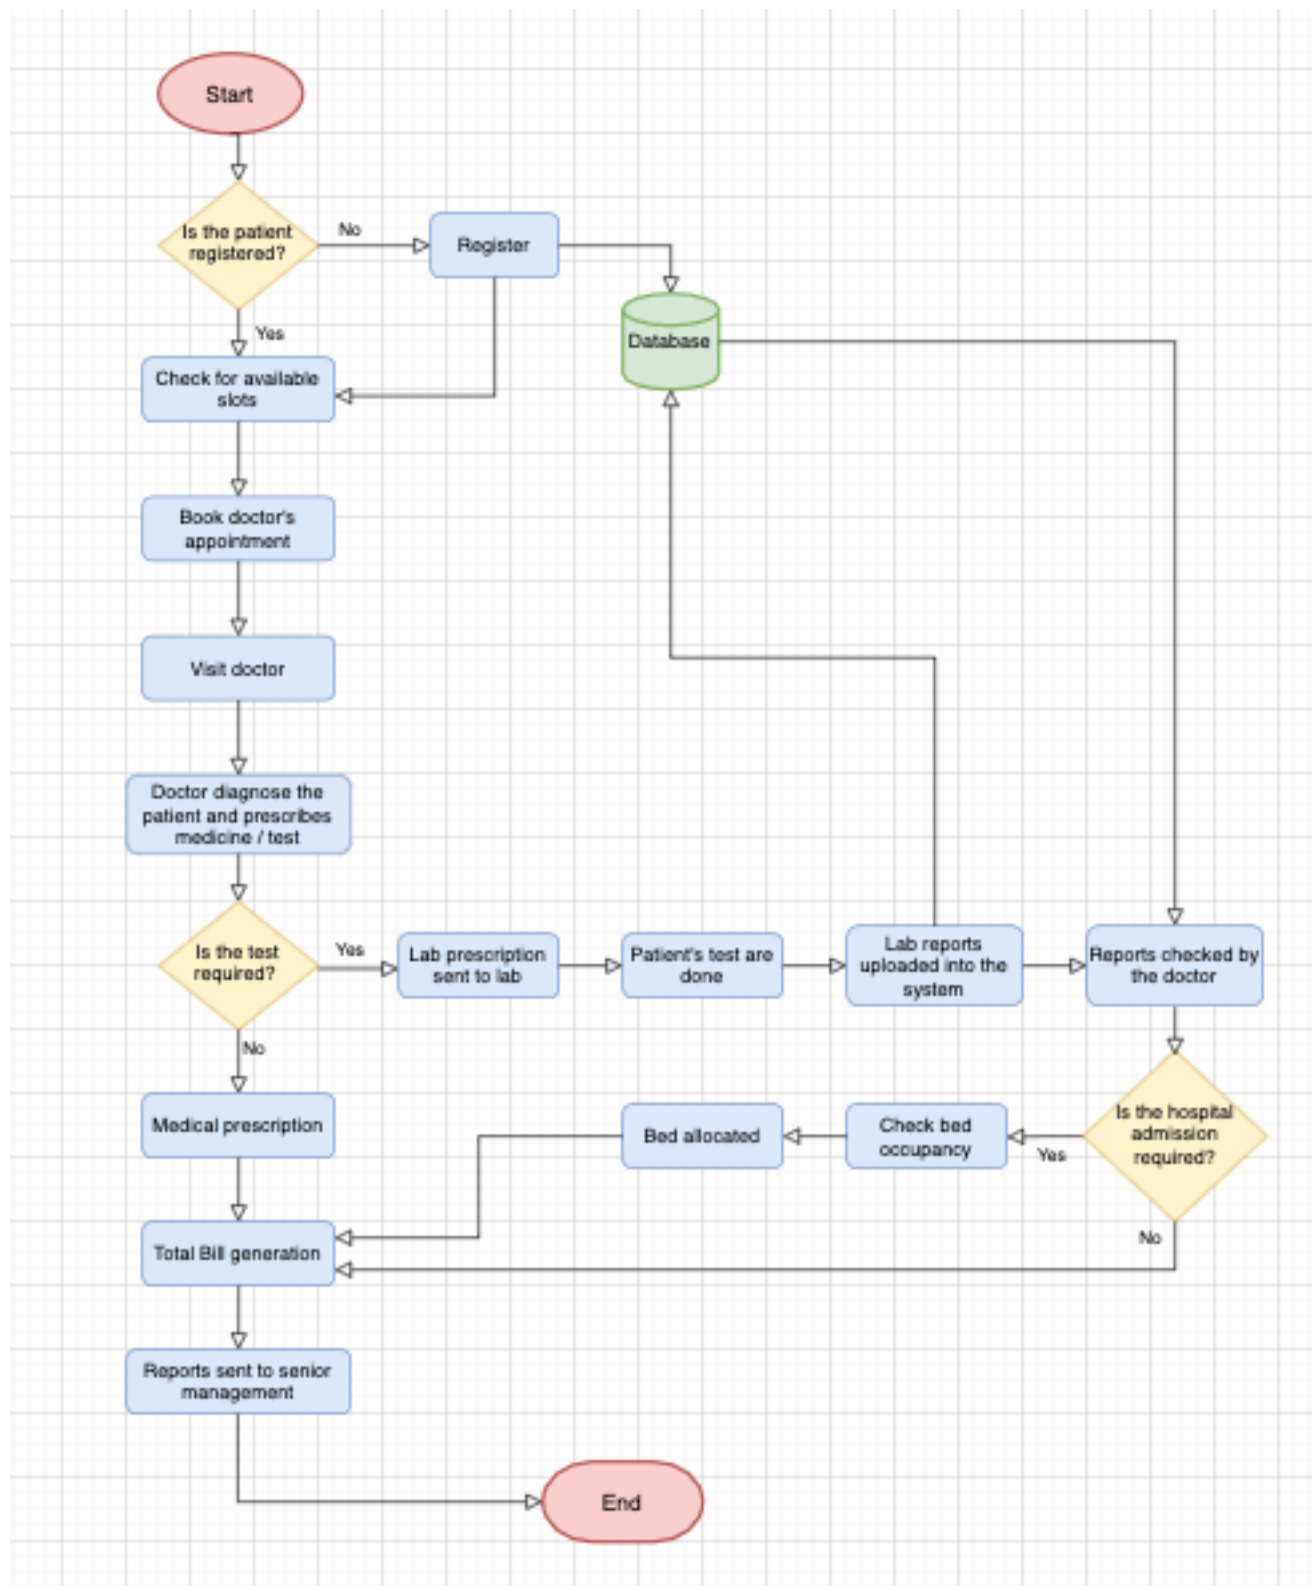 Start
Is the patient
registered?
No
Register
Yes
Database
Check for available
slots
Book doctor's
appointment
Visit doctor
Doctor diagnose the
patient and prescribes
medicine / test
Is the test
required?
Yes
Lab prescription
sent to lab
Patient's test are
done
Lab reports
uploaded into the
system
Reports checked by
the doctor
No
Medical prescription
Bed allocated
Check bed
occupancy
Yes
Is the hospital
admission
required?
No
Total Bill generation
Reports sent to senior
management
End